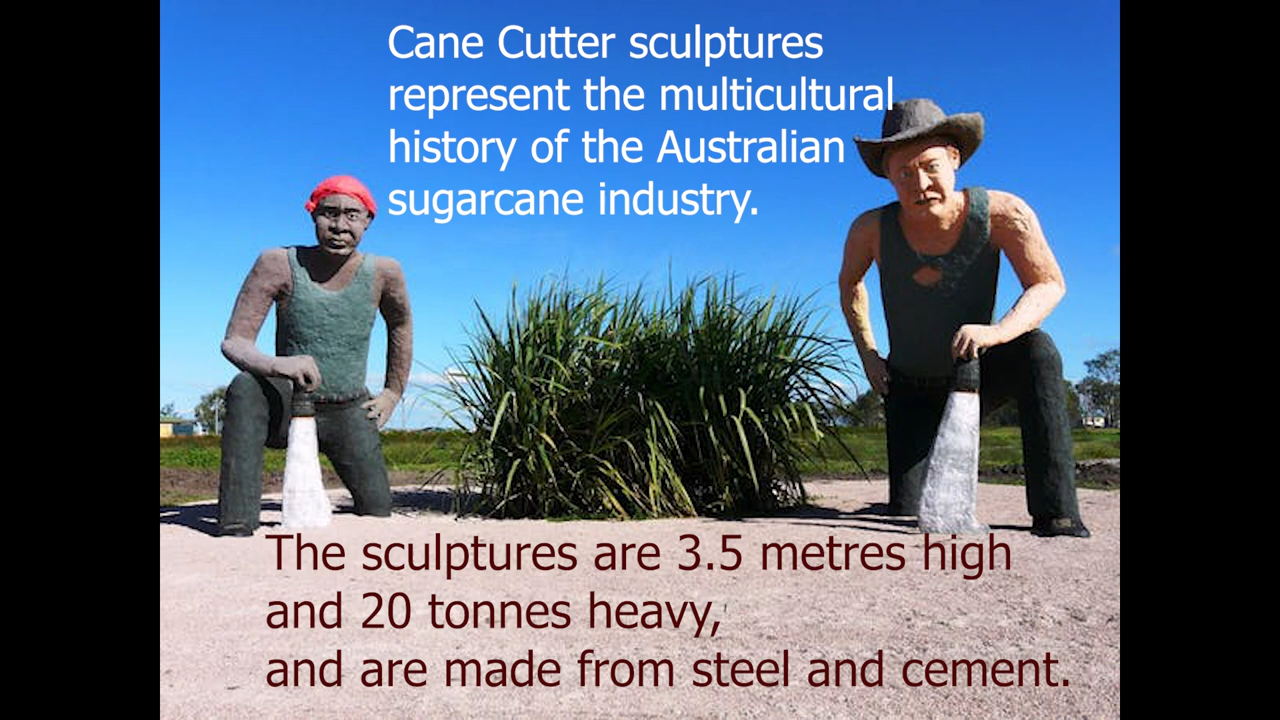 Cane Cutter sculptures
represent the multicultural
history of the Australian
sugarcane industry.
The sculptures are 3.5 metres high
and 20 tonnes heavy,
and are made from steel and cement.